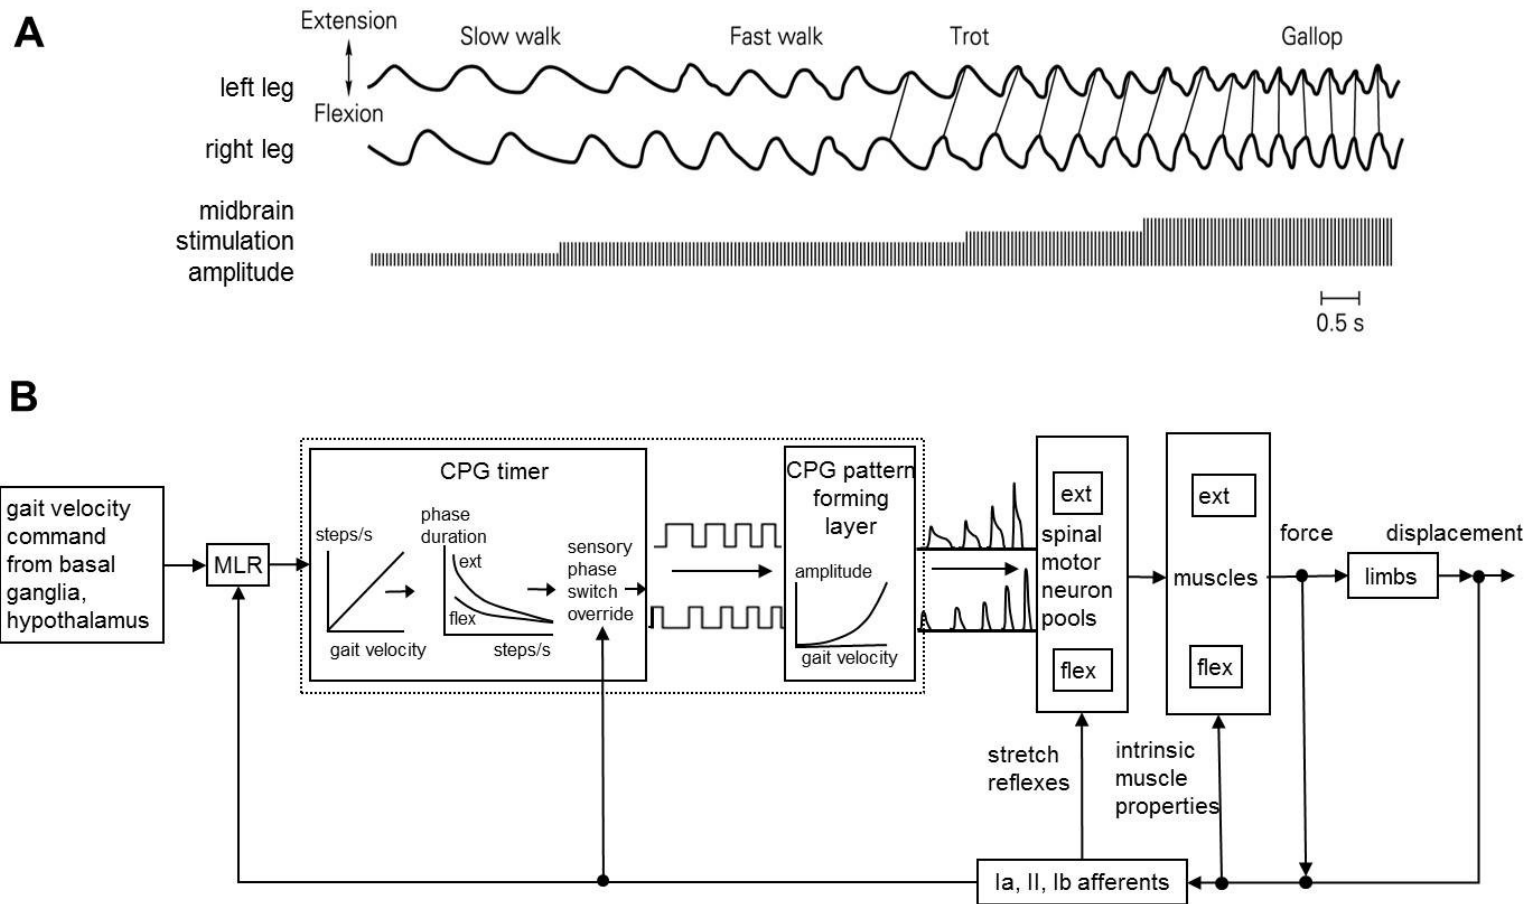 A
Extension
Flexion
Slow walk
Fast walk
Trot
Gallop
left leg
right leg
midbrain
stimulation
amplitude
0.5 s
B
gait velocity
command
from basal
ganglia,
hypothalamus
MLR
CPG timer
steps/s
gait velocity
phase
duration
ext
flex
steps/s
sensory
phase
switch
override
CPG pattern
forming
layer
amplitude
gait velocity
ext
spinal
motor
neuron
pools
flex
ext
muscles
flex
force
limbs
displacement
stretch
reflexes
intrinsic
muscle
properties
Ia, II, Ib afferents